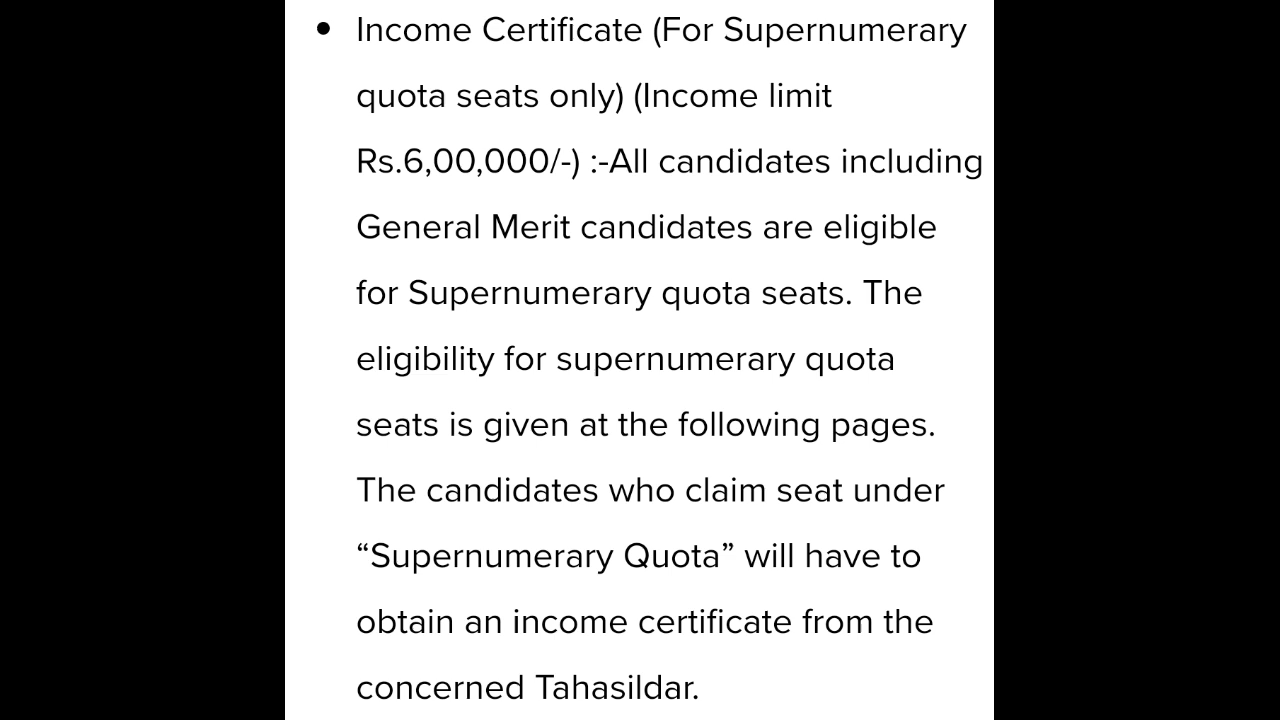 • Income Certificate (For Supernumerary
quota seats only) (Income limit
Rs.6,00,000/-) :-All candidates including
General Merit candidates are eligible
for Supernumerary quota seats. The
eligibility for supernumerary quota
seats is given at the following pages.
The candidates who claim seat under
“Supernumerary Quota” will have to
obtain an income certificate from the
concerned Tahasildar.